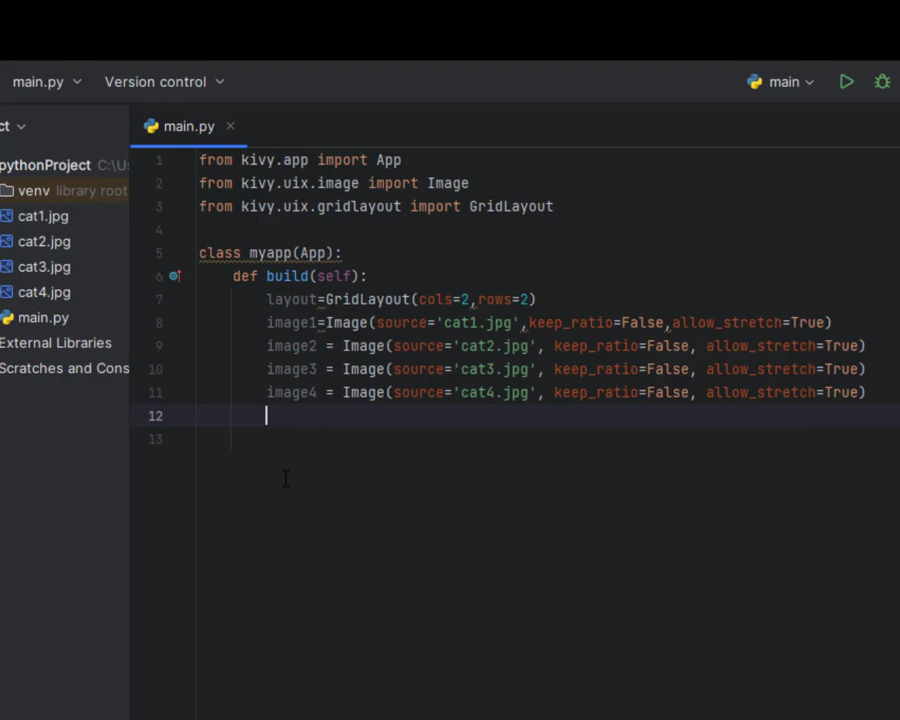 main.py Version control main
ct main.py
pythonProject C:\U
venv library root
cat1.jpg
cat2.jpg
cat3.jpg
cat4.jpg
main.py
External Libraries
Scratches and Cons
1 from kivy.app import App
2 from kivy.uix.image import Image
3 from kivy.uix.gridlayout import GridLayout
4
5 class myapp(App):
6 def build(self):
7 layout=GridLayout(cols=2,rows=2)
8 image1=Image(source='cat1.jpg',keep_ratio=False,allow_stretch=True)
9 image2 = Image(source='cat2.jpg', keep_ratio=False, allow_stretch=True)
10 image3 = Image(source='cat3.jpg', keep_ratio=False, allow_stretch=True)
11 image4 = Image(source='cat4.jpg', keep_ratio=False, allow_stretch=True)
12
13